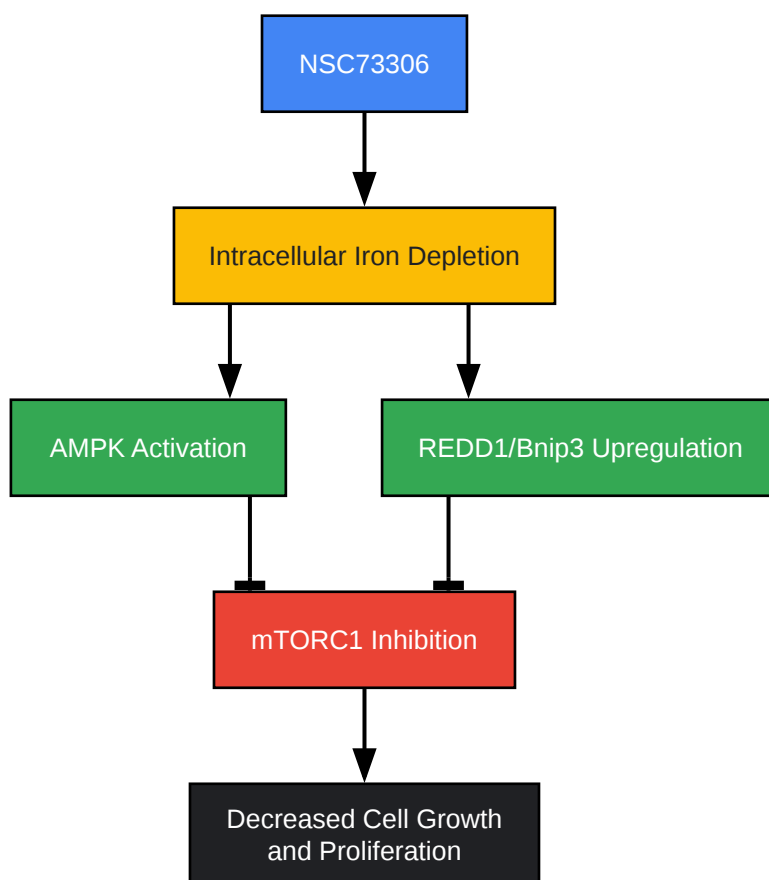 NSC73306
Intracellular Iron Depletion
AMPK Activation
REDD1/Bnip3 Upregulation
mTORC1 Inhibition
Decreased Cell Growth
and Proliferation